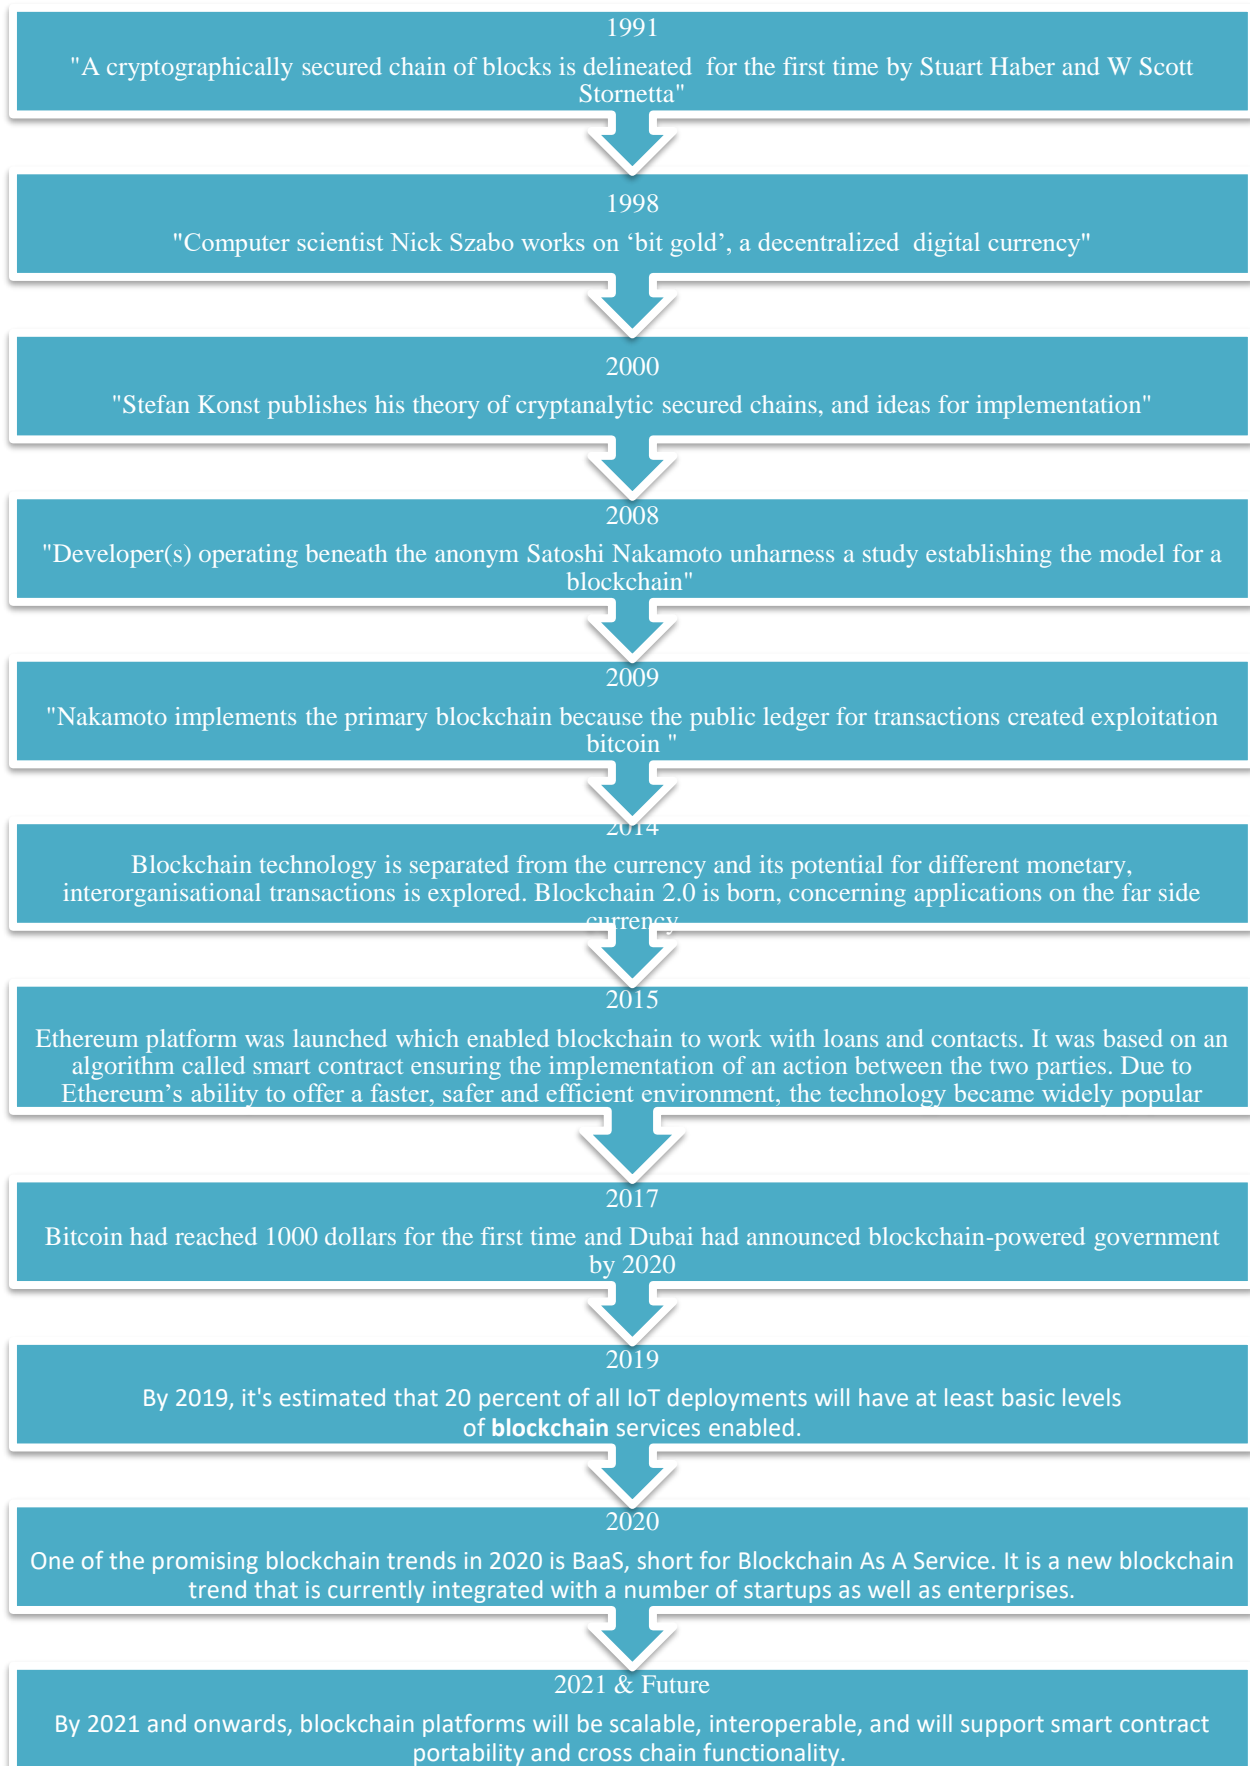 1991
"A cryptographically secured chain of blocks is delineated  for the first time by Stuart Haber and W Scott
Stornetta"
1998
"Computer scientist Nick Szabo works on ‘bit gold’, a decentralized  digital currency"
2000
"Stefan Konst publishes his theory of cryptanalytic secured chains, and ideas for implementation"
2008
"Developer(s) operating beneath the anonym Satoshi Nakamoto unharness a study establishing the model for a
blockchain"
2009
"Nakamoto implements the primary blockchain because the public ledger for transactions created exploitation
bitcoin "
2014
Blockchain technology is separated from the currency and its potential for different monetary,
interorganisational transactions is explored. Blockchain 2.0 is born, concerning applications on the far side
currency
2015
Ethereum platform was launched which enabled blockchain to work with loans and contacts. It was based on an
algorithm called smart contract ensuring the implementation of an action between the two parties. Due to
Ethereum’s ability to offer a faster, safer and efficient environment, the technology became widely popular
2017
Bitcoin had reached 1000 dollars for the first time and Dubai had announced blockchain-powered government
by 2020
2019
By 2019, it's estimated that 20 percent of all IoT deployments will have at least basic levels
of blockchain services enabled.
2020
One of the promising blockchain trends in 2020 is BaaS, short for Blockchain As A Service. It is a new blockchain
trend that is currently integrated with a number of startups as well as enterprises.
2021 & Future
By 2021 and onwards, blockchain platforms will be scalable, interoperable, and will support smart contract
portability and cross chain functionality.